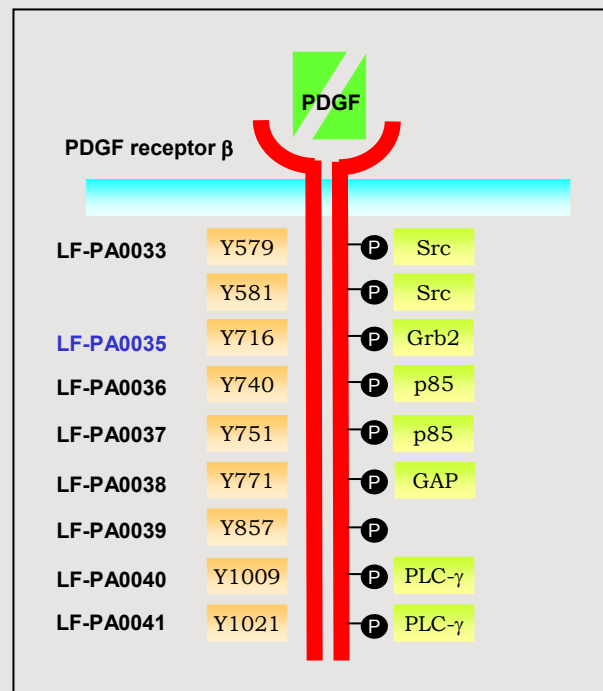 PDGF
PDGF receptor β
LF-PA0033 Y579 P Src
Y581 P Src
LF-PA0035 Y716 P Grb2
LF-PA0036 Y740 P p85
LF-PA0037 Y751 P p85
LF-PA0038 Y771 P GAP
LF-PA0039 Y857 P
LF-PA0040 Y1009 P PLC-γ
LF-PA0041 Y1021 P PLC-γ